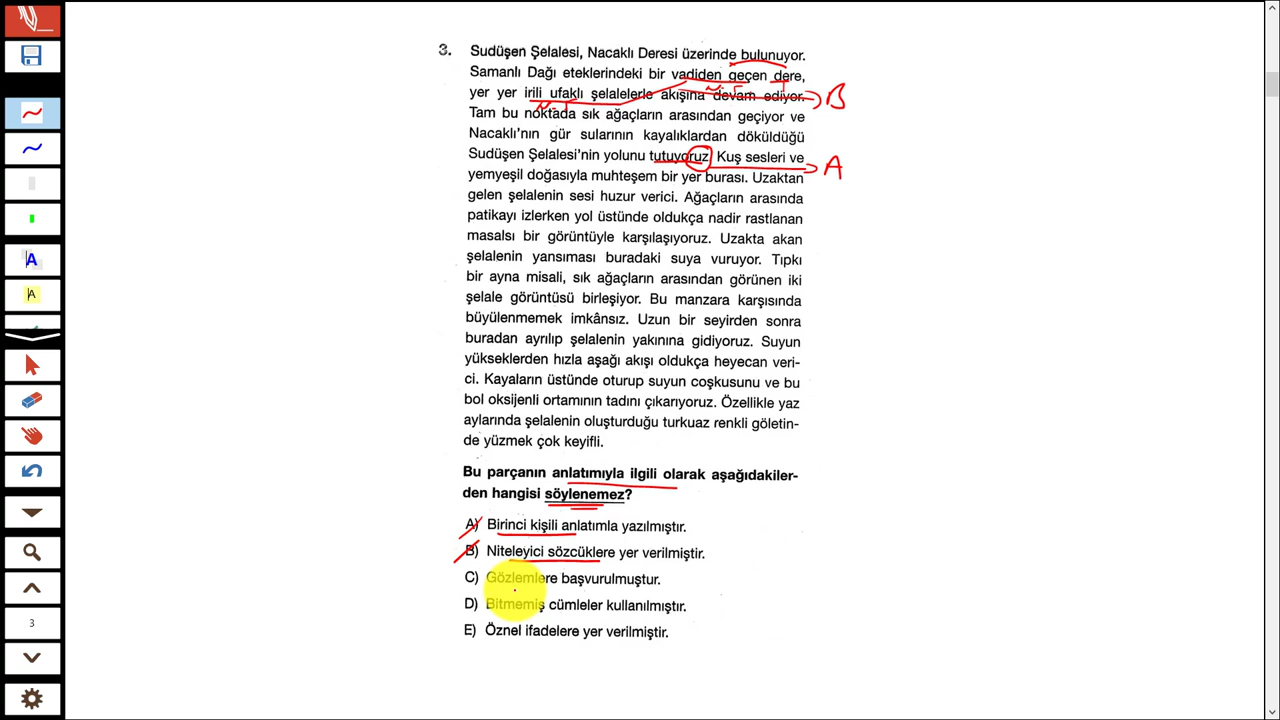 3. Sudüşen Şelalesi, Nacaklı Deresi üzerinde bulunuyor.
Samanlı Dağı eteklerindeki bir vadiden geçen dere,
yer yer irili ufaklı şelalelerle akışına devam ediyor.
B
Tam bu noktada sık ağaçların arasından geçiyor ve
Nacaklı'nın gür sularının kayalıklardan döküldüğü
Sudüşen Şelalesi'nin yolunu tutuyoruz. Kuş sesleri ve
A
yemyeşil doğasıyla muhteşem bir yer burası. Uzaktan
gelen şelalenin sesi huzur verici. Ağaçların arasında
patikayı izlerken yol üstünde oldukça nadir rastlanan
masalsı bir görüntüyle karşılaşıyoruz. Uzakta akan
şelalenin yansıması buradaki suya vuruyor. Tıpkı
bir ayna misali, sık ağaçların arasından görünen iki
şelale görüntüsü birleşiyor. Bu manzara karşısında
büyülenmemek imkânsız. Uzun bir seyirden sonra
buradan ayrılıp şelalenin yakınına gidiyoruz. Suyun
yükseklerden hızla aşağı akışı oldukça heyecan veri-
ci. Kayaların üstünde oturup suyun coşkusunu ve bu
bol oksijenli ortamının tadını çıkarıyoruz. Özellikle yaz
aylarında şelalenin oluşturduğu turkuaz renkli göletin-
de yüzmek çok keyifli.
Bu parçanın anlatımıyla ilgili olarak aşağıdakiler-
den hangisi söylenemez?
A) Birinci kişili anlatımla yazılmıştır.
B) Niteleyici sözcüklere yer verilmiştir.
C) Gözlemlere başvurulmuştur.
D) Bitmemiş cümleler kullanılmıştır.
E) Öznel ifadelere yer verilmiştir.
A
A
3